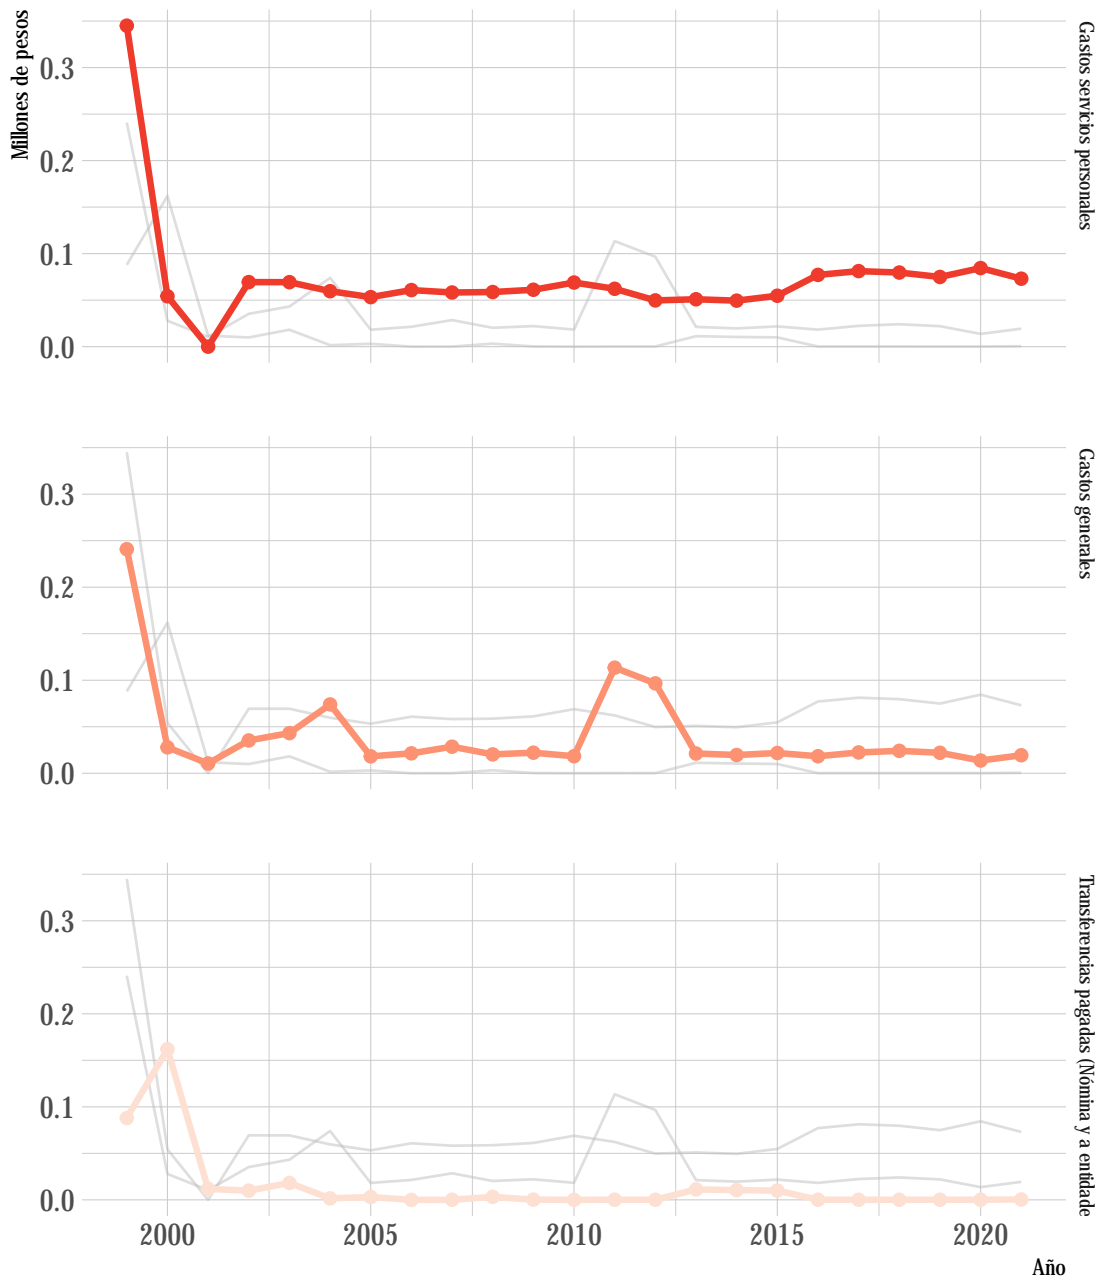 Millones de pesos
0.3
0.2
0.1
0.0
Gastos servicios personales
0.3
0.2
0.1
0.0
Gastos generales
0.3
0.2
0.1
0.0
Transferencias pagadas (Nómina y a entidade
2000 2005 2010 2015 2020
Año